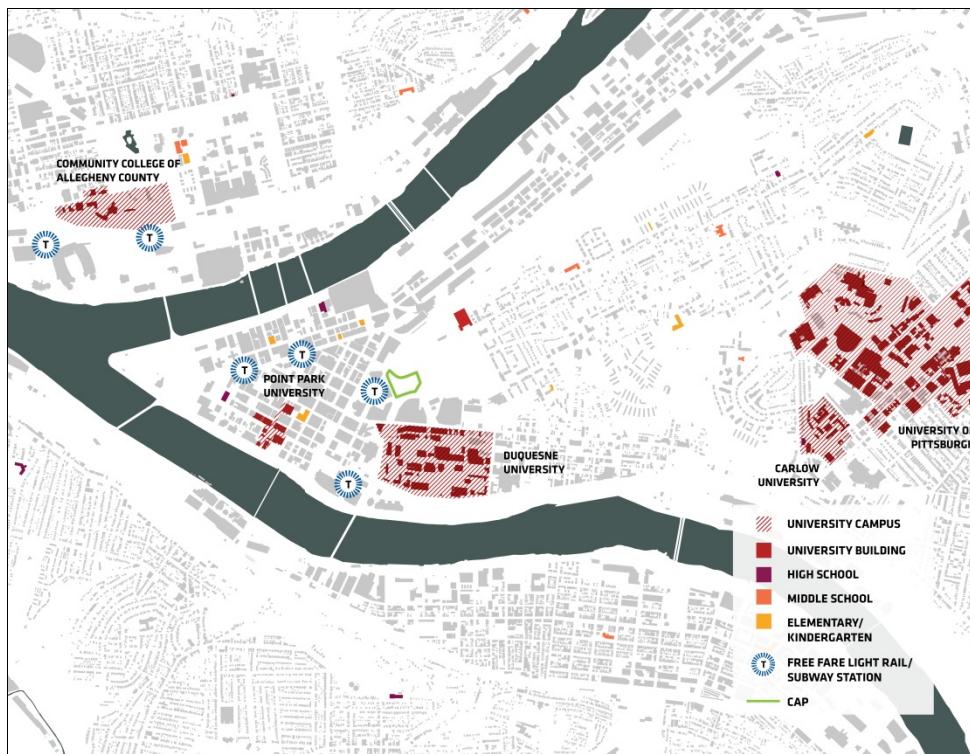 COMMUNITY COLLEGE OF
ALLEGHENY COUNTY
T
T
T
T
POINT PARK
UNIVERSITY
T
T
DUQUESNE
UNIVERSITY
UNIVERSITY OF
PITTSBURGH
CARLOW
UNIVERSITY
UNIVERSITY CAMPUS
UNIVERSITY BUILDING
HIGH SCHOOL
MIDDLE SCHOOL
ELEMENTARY/
KINDERGARTEN
T
FREE FARE LIGHT RAIL/
SUBWAY STATION
CAP